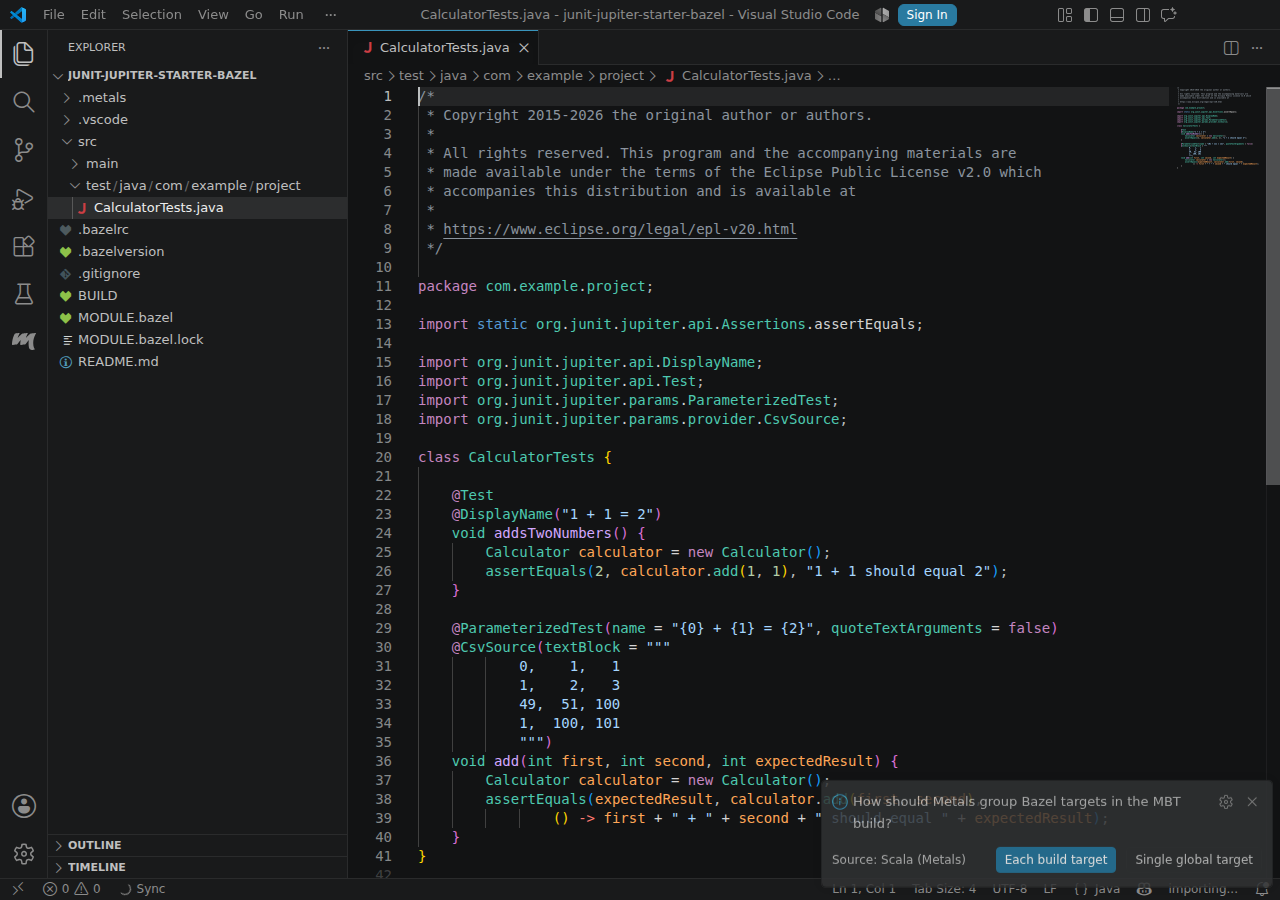 File Edit Selection View Go Run ···
CalculatorTests.java - junit-jupiter-starter-bazel - Visual Studio Code
Sign In
EXPLORER
JUNIT-JUPITER-STARTER-BAZEL
.metals
.vscode
src
main
test/java/com/example/project
CalculatorTests.java
.bazelrc
.bazelversion
.gitignore
BUILD
MODULE.bazel
MODULE.bazel.lock
README.md
OUTLINE
TIMELINE
CalculatorTests.java
src > test > java > com > example > project > CalculatorTests.java > ...
1 /*
2  * Copyright 2015-2026 the original author or authors.
3  *
4  * All rights reserved. This program and the accompanying materials are
5  * made available under the terms of the Eclipse Public License v2.0 which
6  * accompanies this distribution and is available at
7  *
8  * https://www.eclipse.org/legal/epl-v20.html
9  */
10
11 package com.example.project;
12
13 import static org.junit.jupiter.api.Assertions.assertEquals;
14
15 import org.junit.jupiter.api.DisplayName;
16 import org.junit.jupiter.api.Test;
17 import org.junit.jupiter.params.ParameterizedTest;
18 import org.junit.jupiter.params.provider.CsvSource;
19
20 class CalculatorTests {
21
22     @Test
23     @DisplayName("1 + 1 = 2")
24     void addsTwoNumbers() {
25         Calculator calculator = new Calculator();
26         assertEquals(2, calculator.add(1, 1), "1 + 1 should equal 2");
27     }
28
29     @ParameterizedTest(name = "{0} + {1} = {2}", quoteTextArguments = false)
30     @CsvSource(textBlock = """
31             0,    1,   1
32             1,    2,   3
33             49,  51, 100
34             1,  100, 101
35             """)
36     void add(int first, int second, int expectedResult) {
37         Calculator calculator = new Calculator();
38         assertEquals(expectedResult, calculator.add(first, second),
39                 () -> first + " + " + second + " should equal " + expectedResult);
40     }
41 }
42
How should Metals group Bazel targets in the MBT
build?
Source: Scala (Metals)
Each build target
Single global target
0 0 Sync
Ln 1, Col 1 Tab Size: 4 UTF-8 LF { } java Importing...